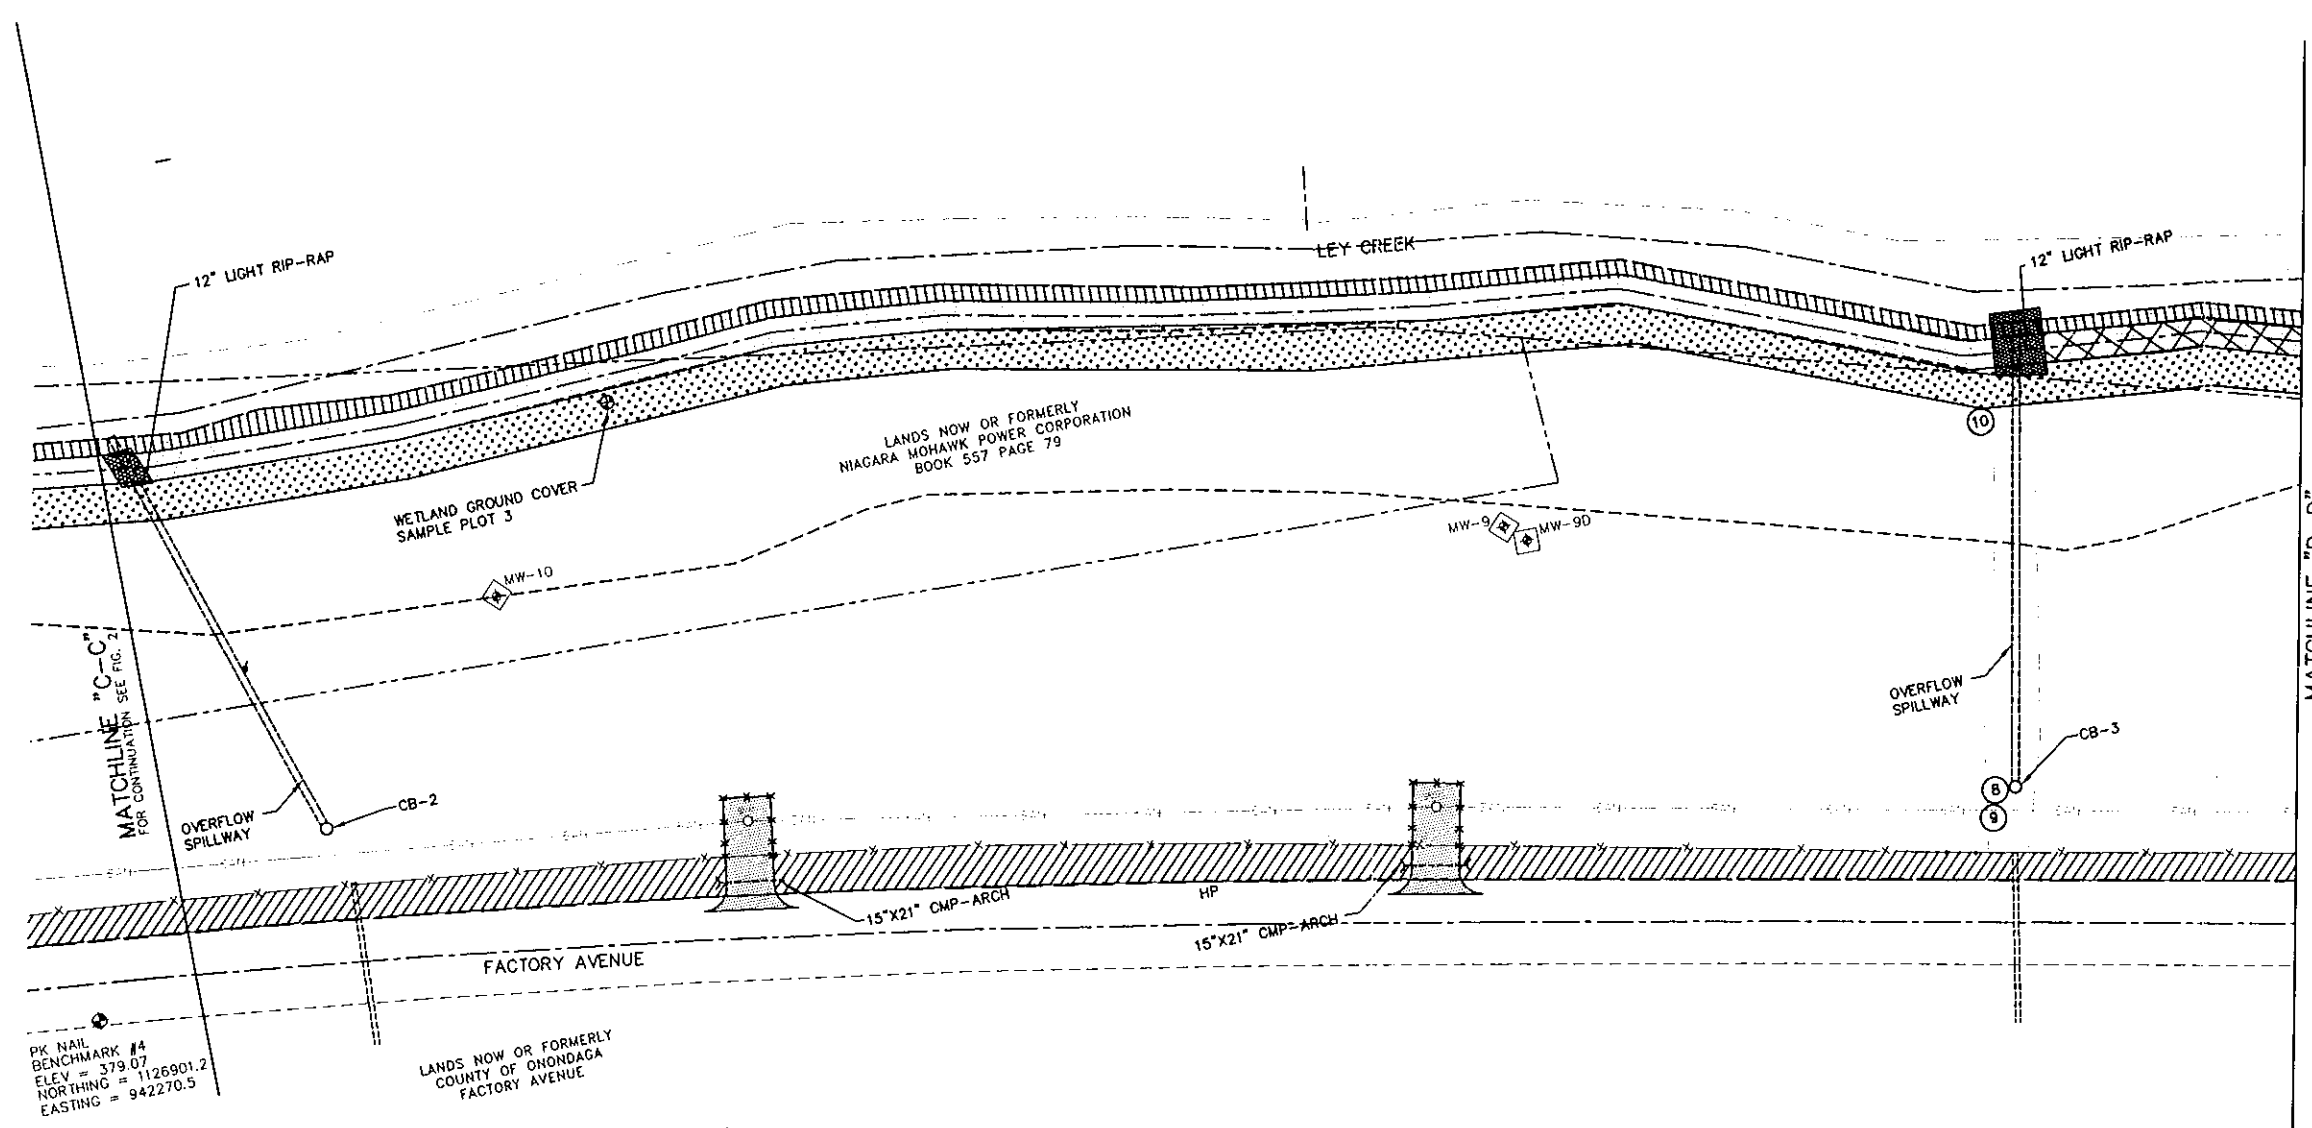 LEY CREEK
12" LIGHT RIP-RAP
12" LIGHT RIP-RAP
LANDS NOW OR FORMERLY
NIAGARA MOHAWK POWER CORPORATION
BOOK 557 PAGE 79
10
WETLAND GROUND COVER
SAMPLE PLOT 3
MW-9
MW-9D
MW-10
MATCHLINE "C-C"
FOR CONTINUATION SEE FIG. 2
OVERFLOW
SPILLWAY
CB-3
8
9
CB-2
OVERFLOW
SPILLWAY
15"X21" CMP-ARCH
HP
15"X21" CMP-ARCH
FACTORY AVENUE
PK NAIL
BENCHMARK #4
ELEV = 379.07
NORTHING = 1126901.2
EASTING = 942270.5
LANDS NOW OR FORMERLY
COUNTY OF ONONDAGA
FACTORY AVENUE